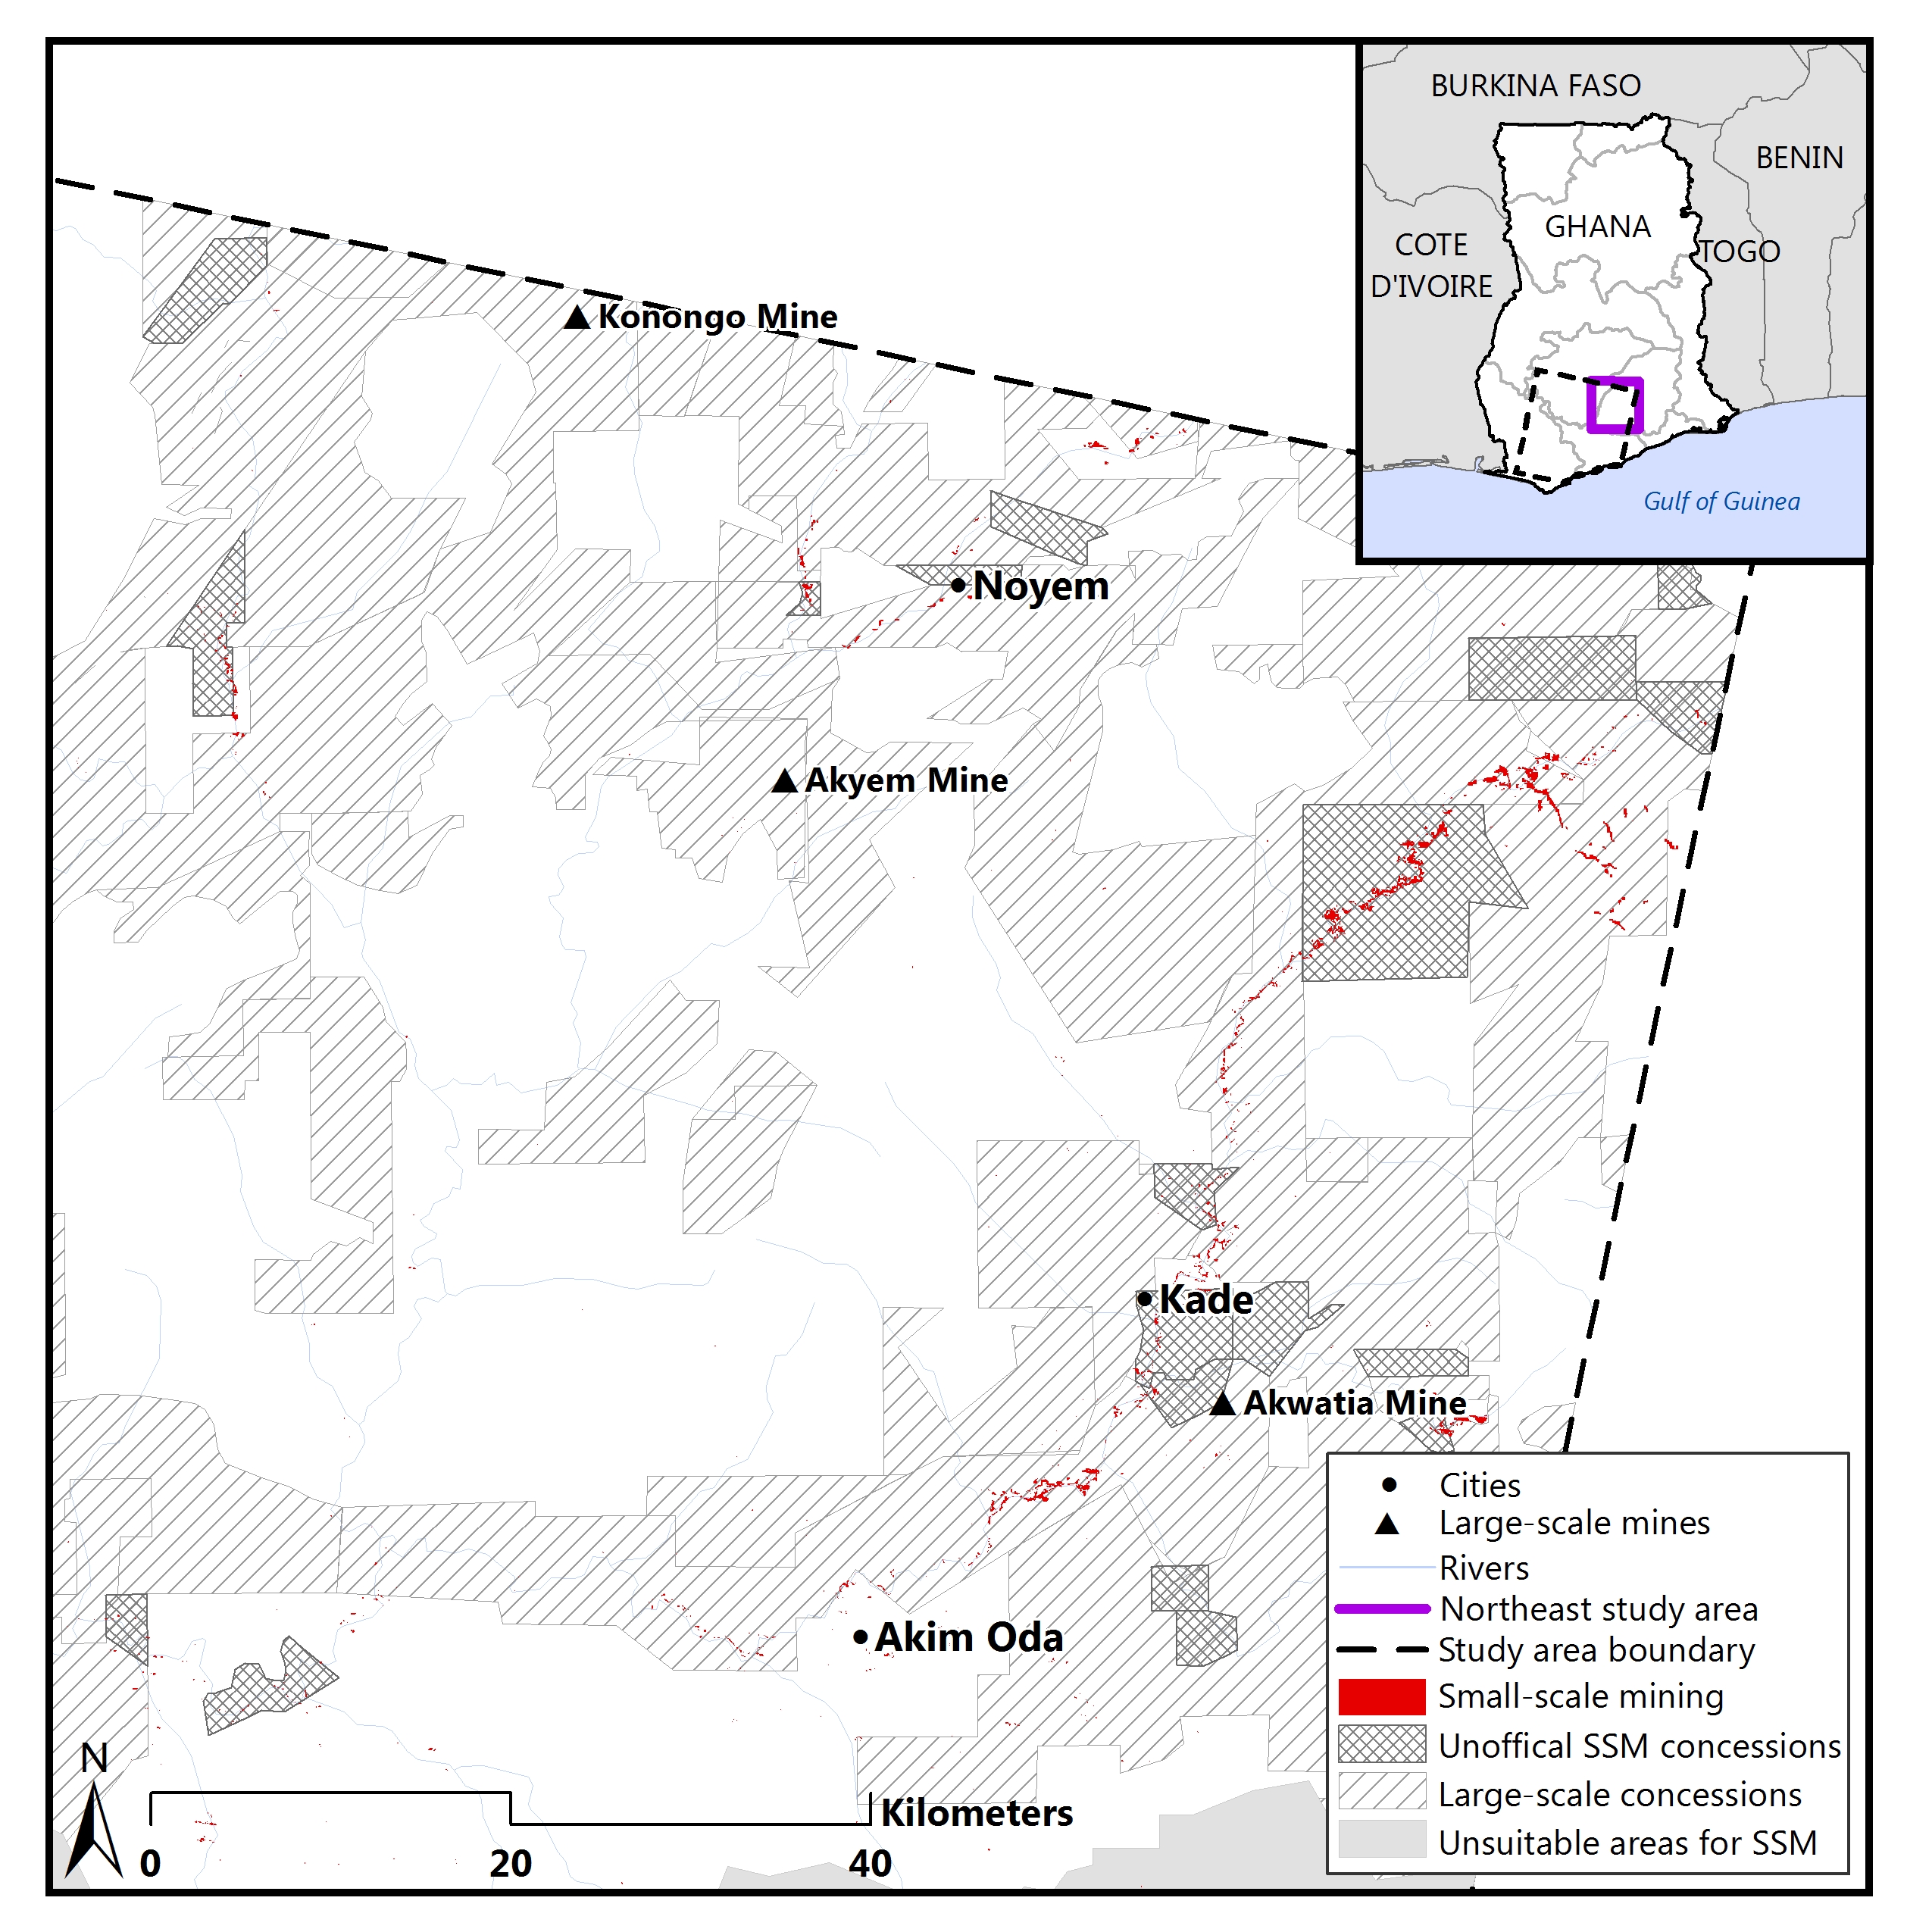 BURKINA FASO
BENIN
GHANA
COTE
D'IVOIRE
TOGO
Gulf of Guinea
Konongo Mine
Noyem
Akyem Mine
Kade
Akwatia Mine
Akim Oda
Cities
Large-scale mines
Rivers
Northeast study area
Study area boundary
Small-scale mining
Unoffical SSM concessions
Large-scale concessions
Unsuitable areas for SSM
N
Kilometers
0 20 40